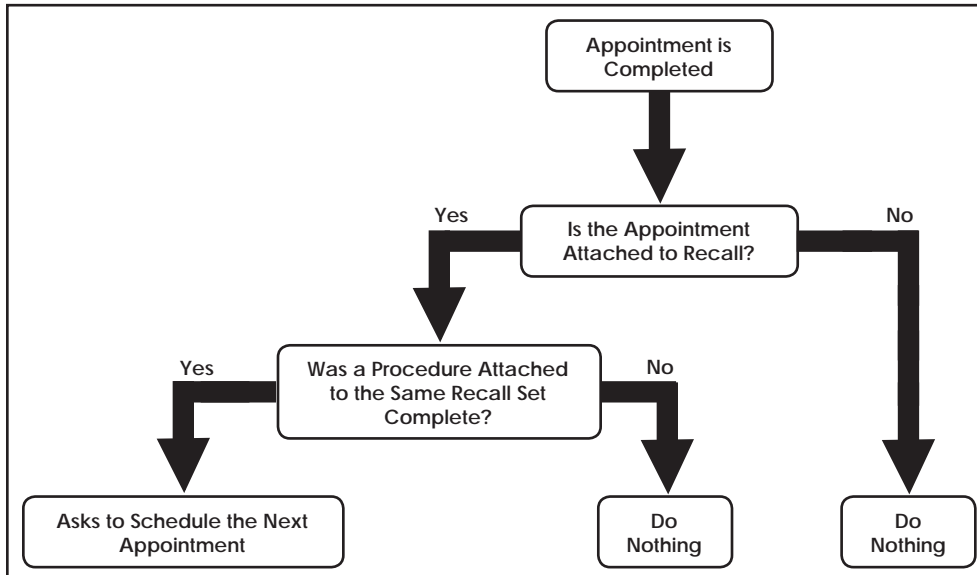 Appointment is
Completed
Yes
No
Is the Appointment
Attached to Recall?
Yes
No
Was a Procedure Attached
to the Same Recall Set
Complete?
Asks to Schedule the Next
Appointment
Do
Nothing
Do
Nothing